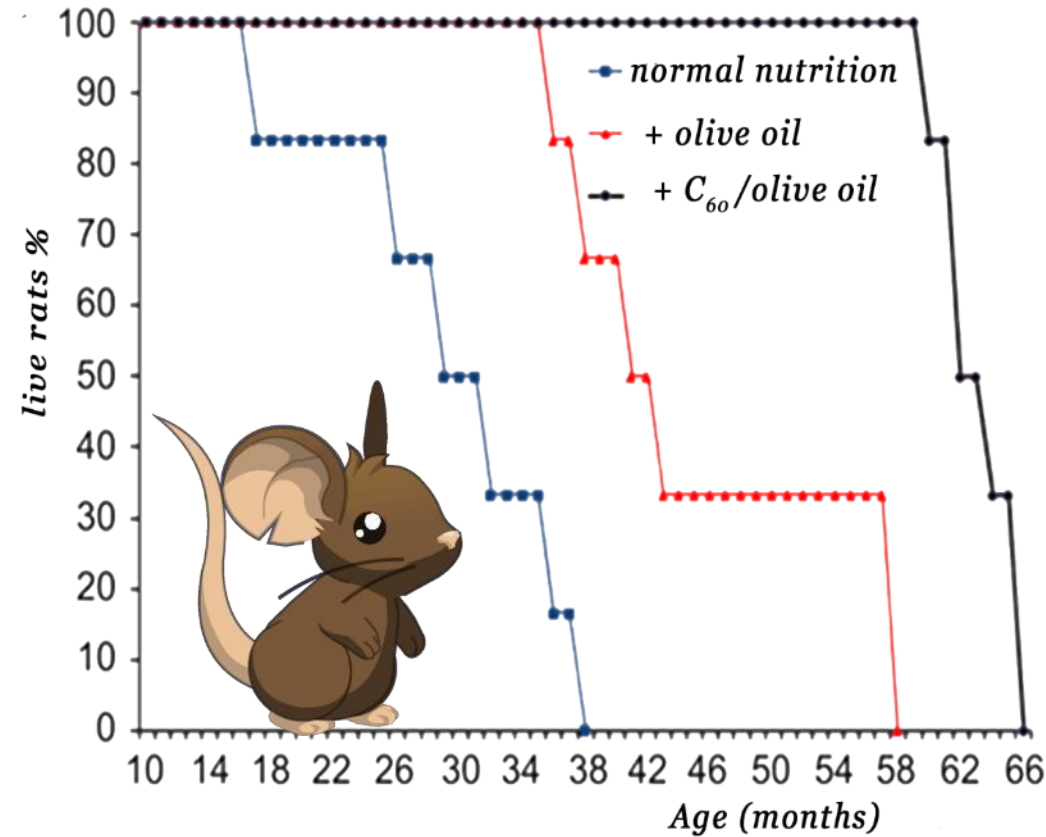 100
90
80
70
60
50
40
30
20
10
0
live rats %
normal nutrition
+ olive oil
+ C₆₀/olive oil
10 14 18 22 26 30 34 38 42 46 50 54 58 62 66
Age (months)